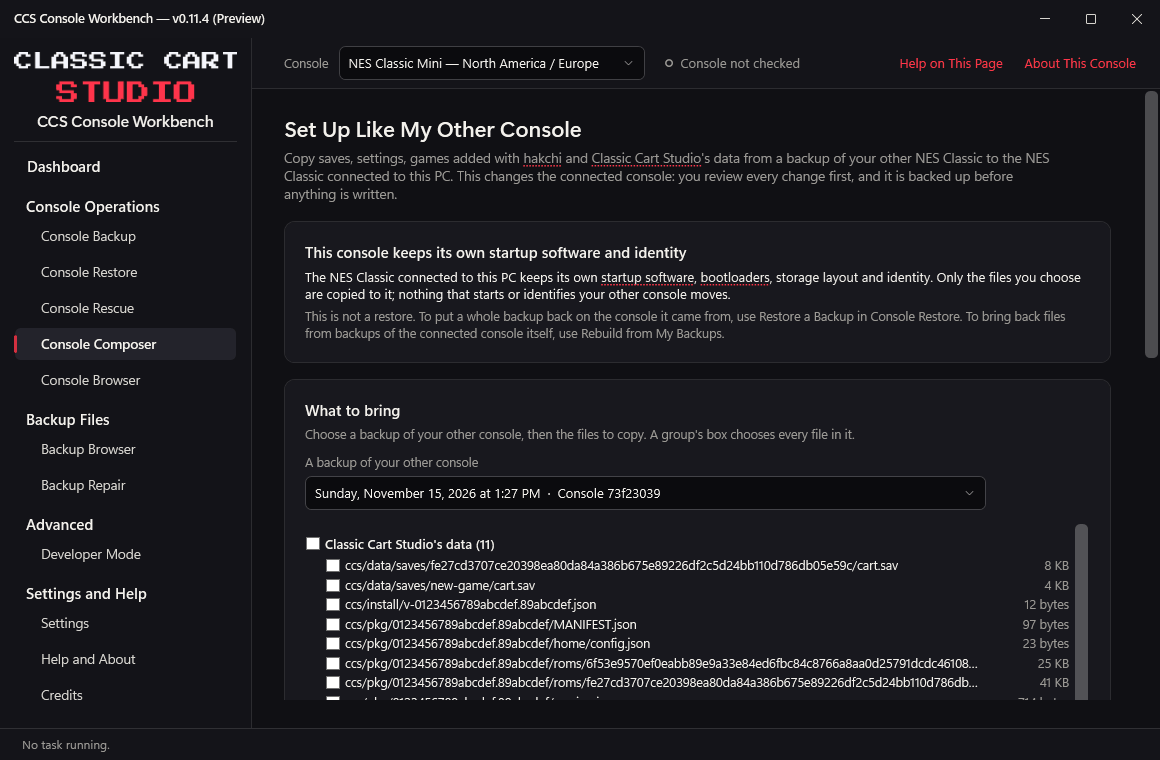 CCS Console Workbench — v0.11.4 (Preview)
CLASSIC CART
STUDIO
CCS Console Workbench
Dashboard
Console Operations
Console Backup
Console Restore
Console Rescue
Console Composer
Console Browser
Backup Files
Backup Browser
Backup Repair
Advanced
Developer Mode
Settings and Help
Settings
Help and About
Credits
Console
NES Classic Mini — North America / Europe
Console not checked
Help on This Page
About This Console
Set Up Like My Other Console
Copy saves, settings, games added with hakchi and Classic Cart Studio's data from a backup of your other NES Classic to the NES
Classic connected to this PC. This changes the connected console: you review every change first, and it is backed up before
anything is written.
This console keeps its own startup software and identity
The NES Classic connected to this PC keeps its own startup software, bootloaders, storage layout and identity. Only the files you choose
are copied to it; nothing that starts or identifies your other console moves.
This is not a restore. To put a whole backup back on the console it came from, use Restore a Backup in Console Restore. To bring back files
from backups of the connected console itself, use Rebuild from My Backups.
What to bring
Choose a backup of your other console, then the files to copy. A group's box chooses every file in it.
A backup of your other console
Sunday, November 15, 2026 at 1:27 PM · Console 73f23039
Classic Cart Studio's data (11)
ccs/data/saves/fe27cd3707ce20398ea80da84a386b675e89226df2c5d24bb110d786db05e59c/cart.sav 8 KB
ccs/data/saves/new-game/cart.sav 4 KB
ccs/install/v-0123456789abcdef.89abcdef.json 12 bytes
ccs/pkg/0123456789abcdef.89abcdef/MANIFEST.json 97 bytes
ccs/pkg/0123456789abcdef.89abcdef/home/config.json 23 bytes
ccs/pkg/0123456789abcdef.89abcdef/roms/6f53e9570ef0eabb89e9a33e84ed6fbc84c8766a8aa0d25791dcdc46108... 25 KB
ccs/pkg/0123456789abcdef.89abcdef/roms/fe27cd3707ce20398ea80da84a386b675e89226df2c5d24bb110d786db... 41 KB
No task running.